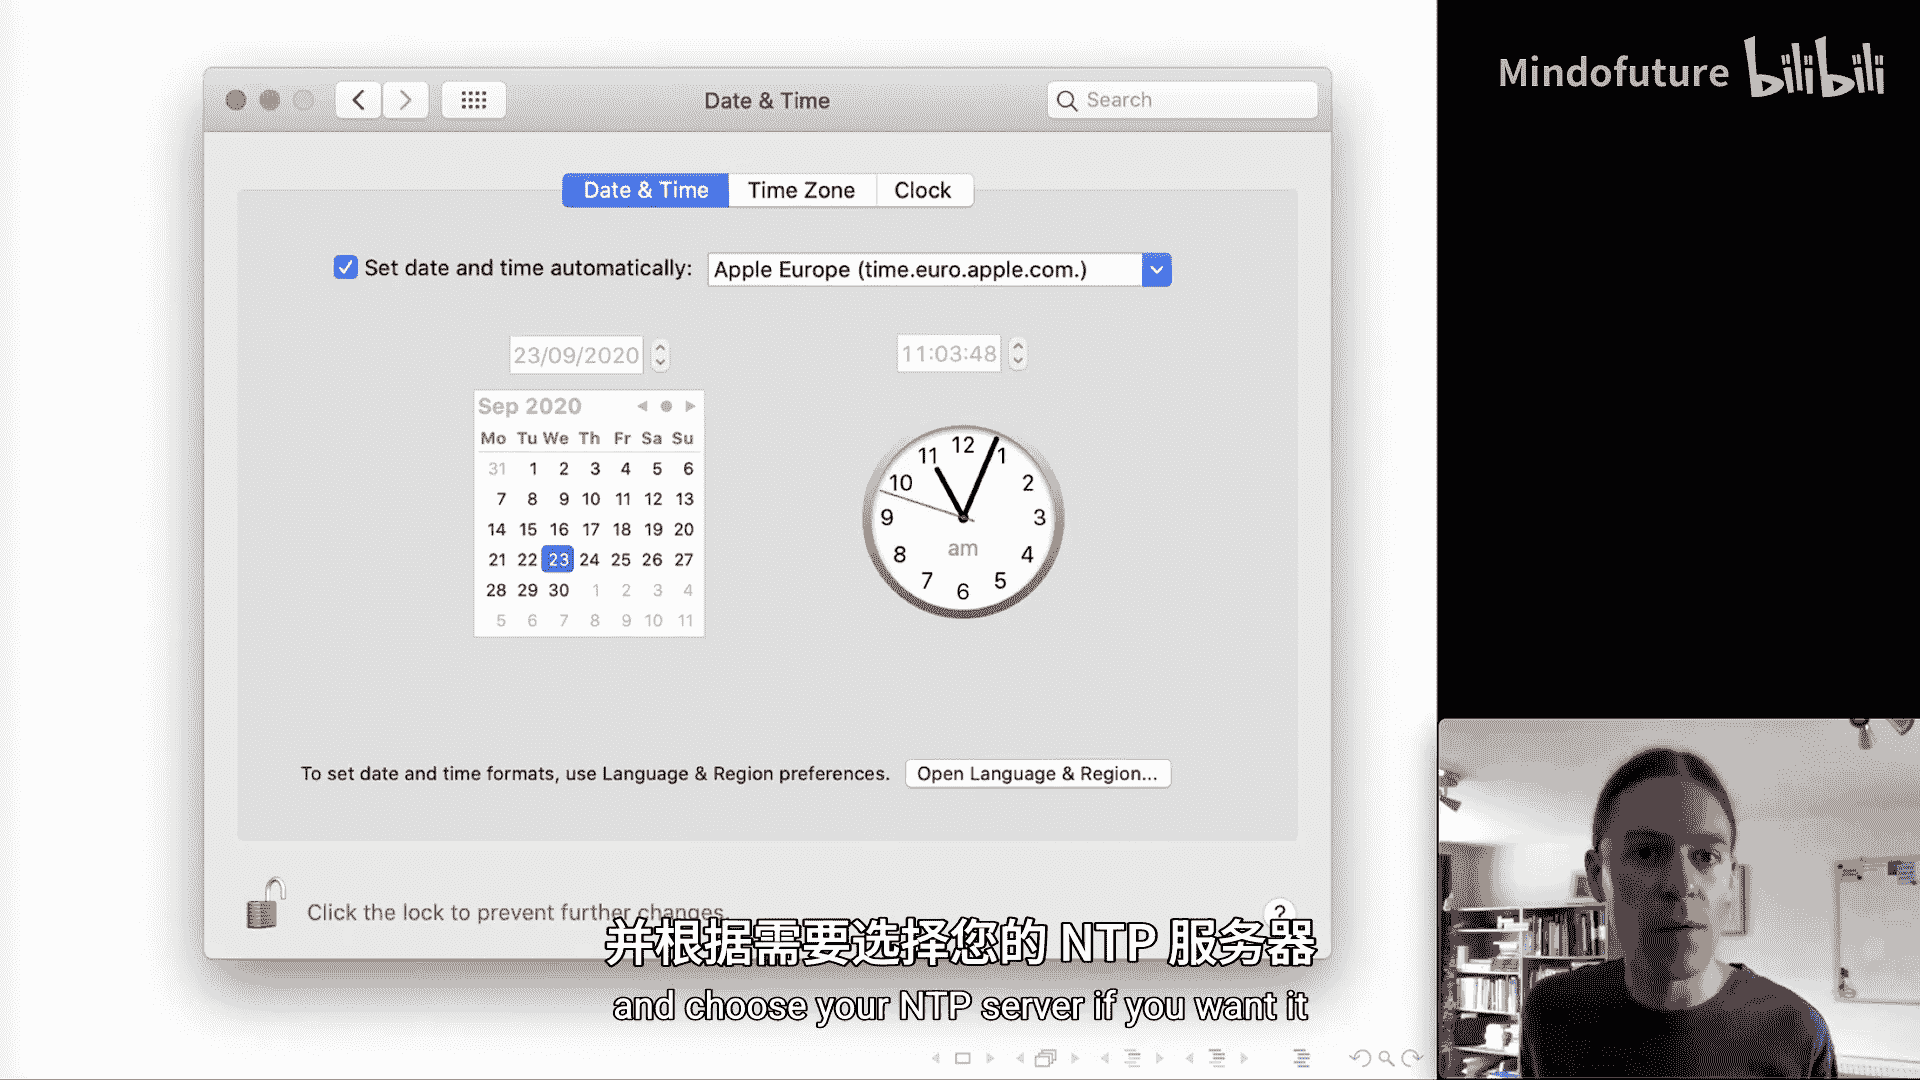 Mindofuture bilibili
Date & Time
Search
Date & Time Time Zone Clock
Set date and time automatically: Apple Europe (time.euro.apple.com.)
23/09/2020
11:03:48
Sep 2020
Mo Tu We Th Fr Sa Su
31 1 2 3 4 5 6
7 8 9 10 11 12 13
14 15 16 17 18 19 20
21 22 23 24 25 26 27
28 29 30 1 2 3 4
5 6 7 8 9 10 11
12 1 2 3 4 5 6 7 8 9 10 11
am
To set date and time formats, use Language & Region preferences. Open Language & Region...
Click the lock to prevent further changes.
?
并根据需要选择您的 NTP 服务器
and choose your NTP server if you want it